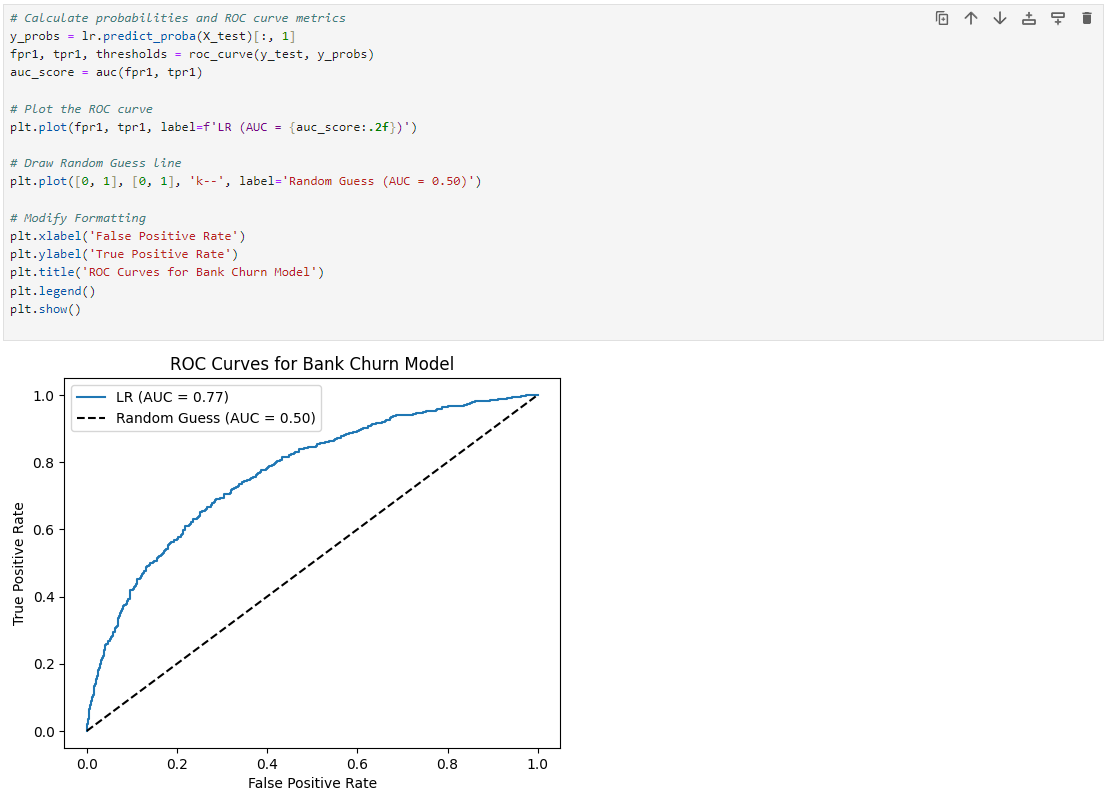 # Calculate probabilities and ROC curve metrics
y_probs = lr.predict_proba(X_test)[:, 1]
fpr1, tpr1, thresholds = roc_curve(y_test, y_probs)
auc_score = auc(fpr1, tpr1)
# Plot the ROC curve
plt.plot(fpr1, tpr1, label=f'LR (AUC = {auc_score:.2f})')
# Draw Random Guess line
plt.plot([0, 1], [0, 1], 'k--', label='Random Guess (AUC = 0.50)')
# Modify Formatting
plt.xlabel('False Positive Rate')
plt.ylabel('True Positive Rate')
plt.title('ROC Curves for Bank Churn Model')
plt.legend()
plt.show()
ROC Curves for Bank Churn Model
LR (AUC = 0.77)
Random Guess (AUC = 0.50)
True Positive Rate
1.0
0.8
0.6
0.4
0.2
0.0
0.0 0.2 0.4 0.6 0.8 1.0
False Positive Rate